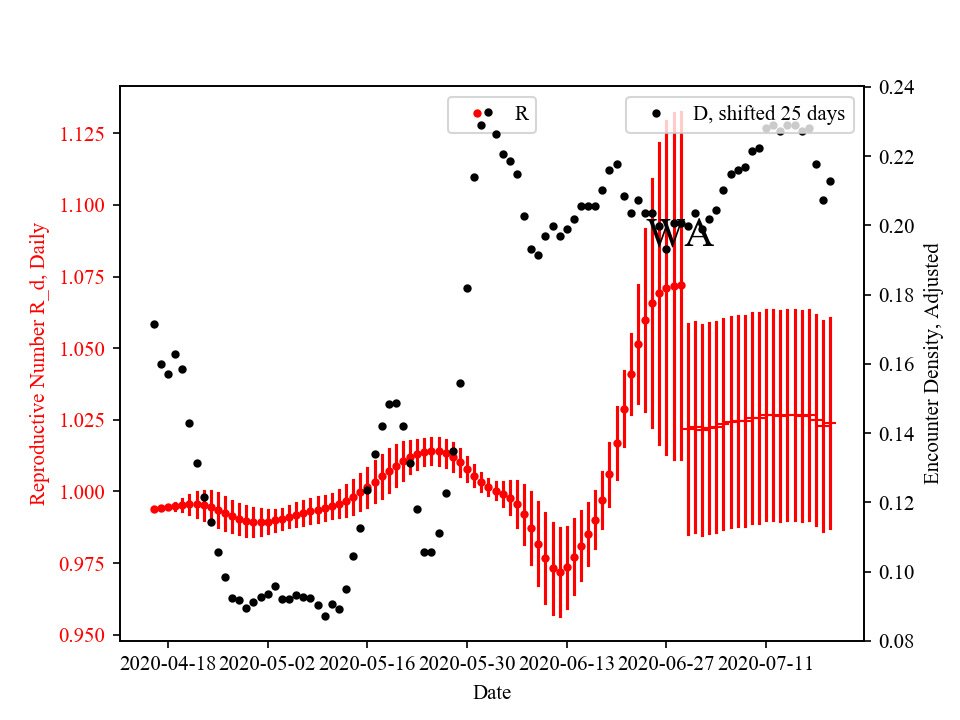 R
D, shifted 25 days
WA
Reproductive Number R_d, Daily
1.125
1.100
1.075
1.050
1.025
1.000
0.975
0.950
Encounter Density, Adjusted
0.24
0.22
0.20
0.18
0.16
0.14
0.12
0.10
0.08
2020-04-18 2020-05-02 2020-05-16 2020-05-30 2020-06-13 2020-06-27 2020-07-11
Date